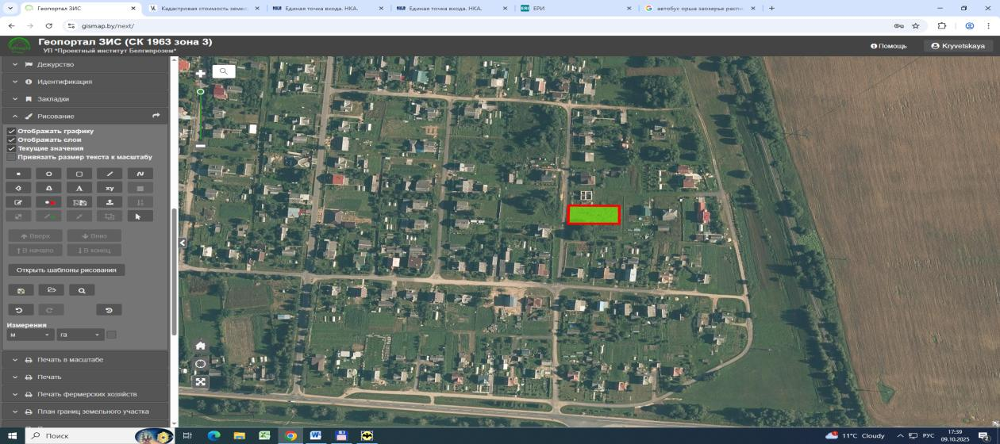 Геопортал ЗИС
Кадастровая стоимость земел
Единая точка входа. НКА.
Единая точка входа. НКА.
ERI ЕРИ
автобус орша заозерье распи
gismap.by/next/
Геопортал ЗИС (СК 1963 зона 3)
УП "Проектный институт Белгипрозем"
Помощь
Kryvetskaya
Дежурство
Идентификация
Закладки
Рисование
Отображать графику
Отображать слои
Текущие значения
Привязать размер текста к масштабу
A xy
Вверх Вниз
В начало В конец
Открыть шаблоны рисования
Измерения
м га
Печать в масштабе
Печать
Печать фермерских хозяйств
План границ земельного участка
Поиск
11°C Cloudy
РУС
17:39
09.10.2025